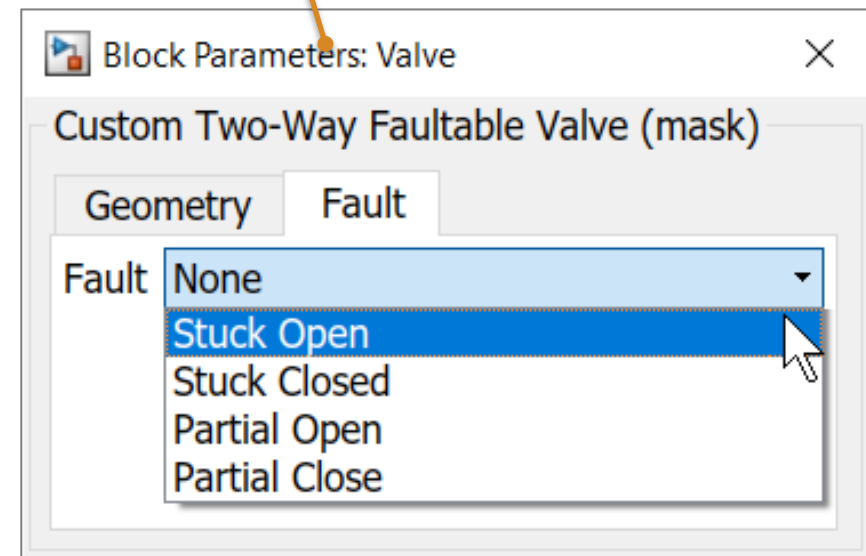 Block Parameters: Valve
Custom Two-Way Faultable Valve (mask)
Geometry Fault
Fault None
Stuck Open
Stuck Closed
Partial Open
Partial Close